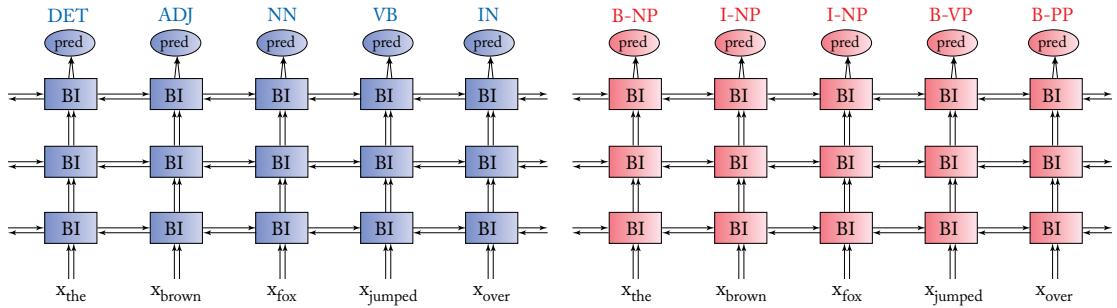 DET ADJ NN VB IN B-NP I-NP I-NP B-VP B-PP
pred pred pred pred pred pred pred pred pred pred
BI BI BI BI BI BI BI BI BI BI
BI BI BI BI BI BI BI BI BI BI
BI BI BI BI BI BI BI BI BI BI
x_the x_brown x_fox x_jumped x_over x_the x_brown x_fox x_jumped x_over